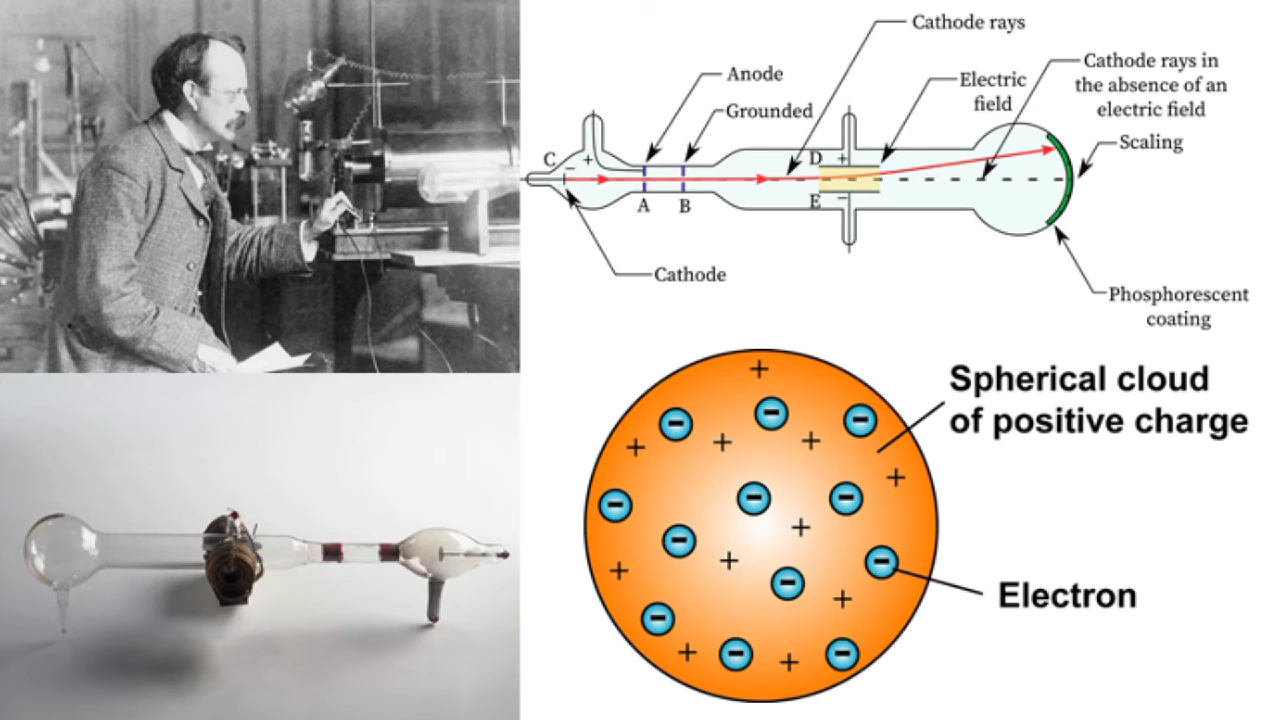 Cathode rays
Anode
Grounded
Electric
field
Cathode rays in
the absence of an
electric field
Scaling
C
+
−
A
B
D
+
E
−
Cathode
Phosphorescent
coating
Spherical cloud
of positive charge
Electron